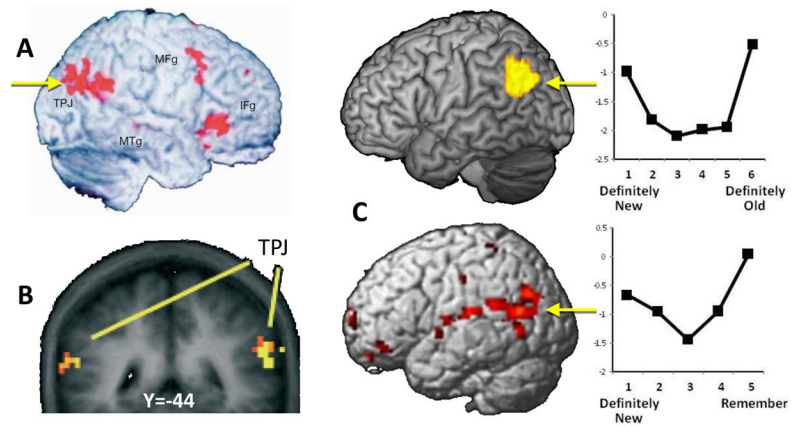 A
MFg
TPJ
IFg
MTg
B
TPJ
Y=-44
C
0
-0.5
-1
-1.5
-2
-2.5
1 2 3 4 5 6
Definitely New
Definitely Old
0.5
0
-0.5
-1
-1.5
-2
1 2 3 4 5
Definitely New
Remember